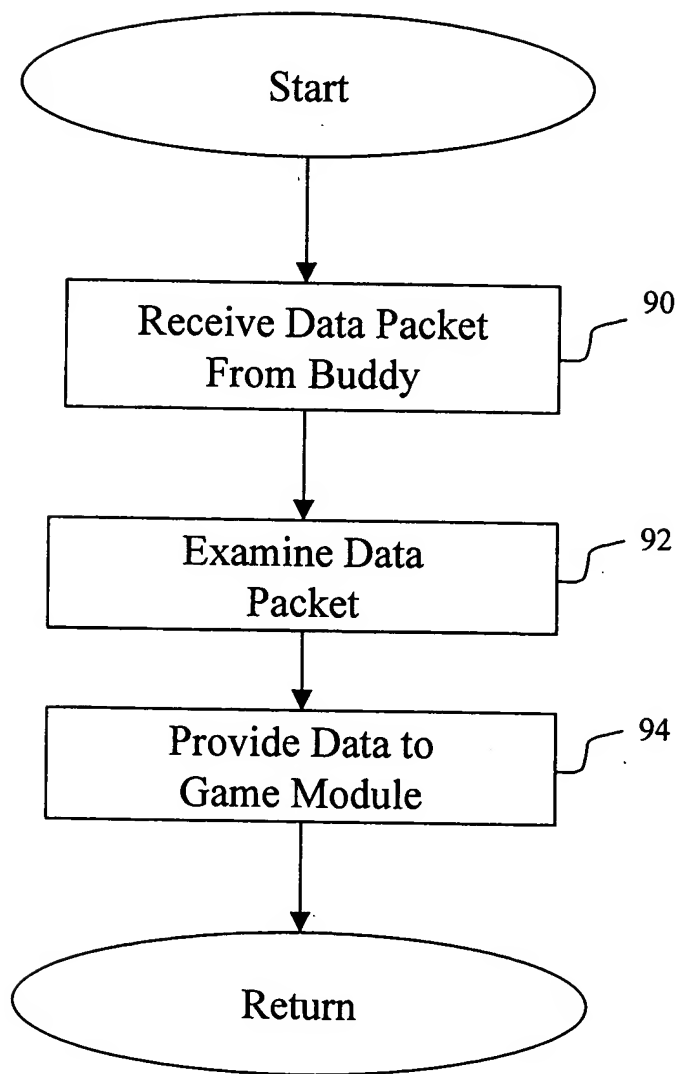 Start
Receive Data Packet
From Buddy
90
Examine Data
Packet
92
Provide Data to
Game Module
94
Return